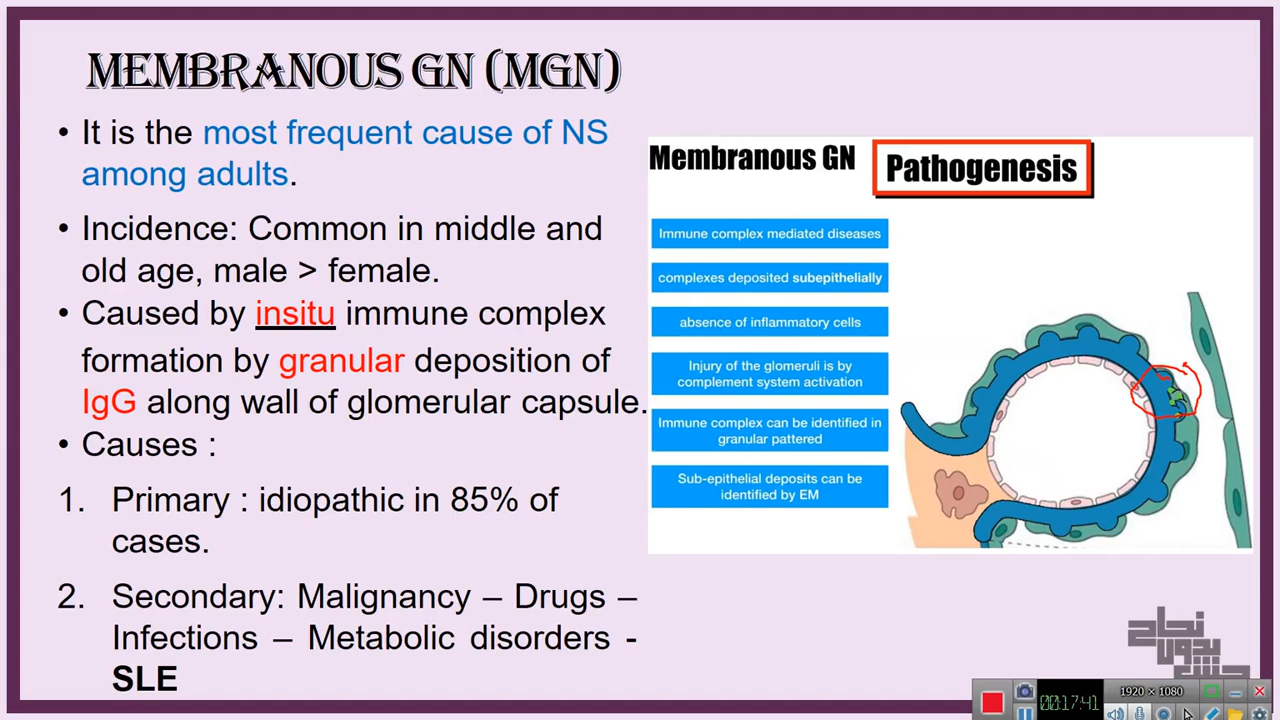 MEMBRANOUS GN (MGN)
• It is the most frequent cause of NS
among adults.
• Incidence: Common in middle and
old age, male > female.
• Caused by insitu immune complex
formation by granular deposition of
IgG along wall of glomerular capsule.
• Causes :
1. Primary : idiopathic in 85% of
cases.
2. Secondary: Malignancy – Drugs –
Infections – Metabolic disorders -
SLE
Membranous GN
Pathogenesis
Immune complex mediated diseases
complexes deposited subepithelially
absence of inflammatory cells
Injury of the glomeruli is by
complement system activation
Immune complex can be identified in
granular pattered
Sub-epithelial deposits can be
identified by EM
نجاح
بدون
1920 × 1080
00:17:41